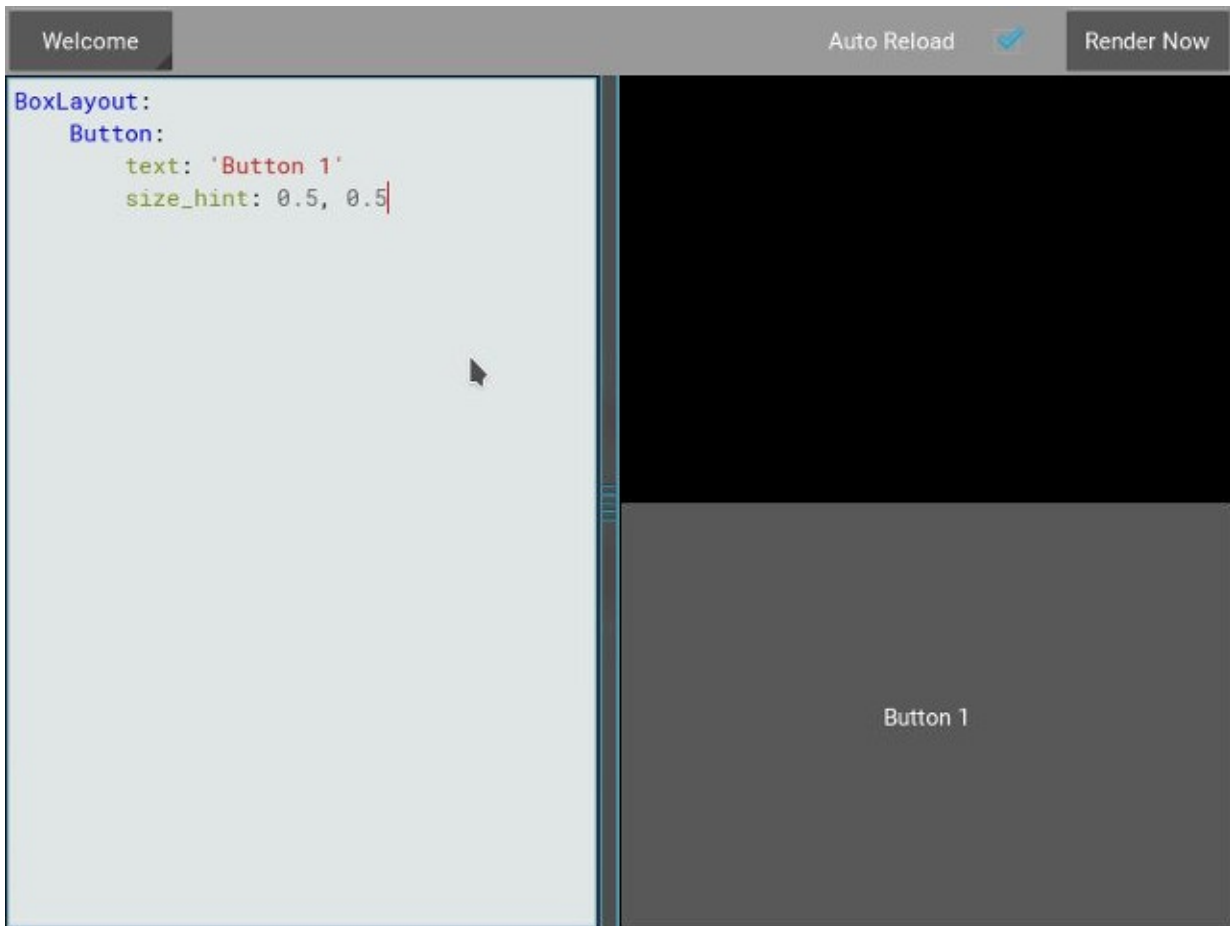 Welcome
Auto Reload
Render Now
BoxLayout:
    Button:
        text: 'Button 1'
        size_hint: 0.5, 0.5
Button 1